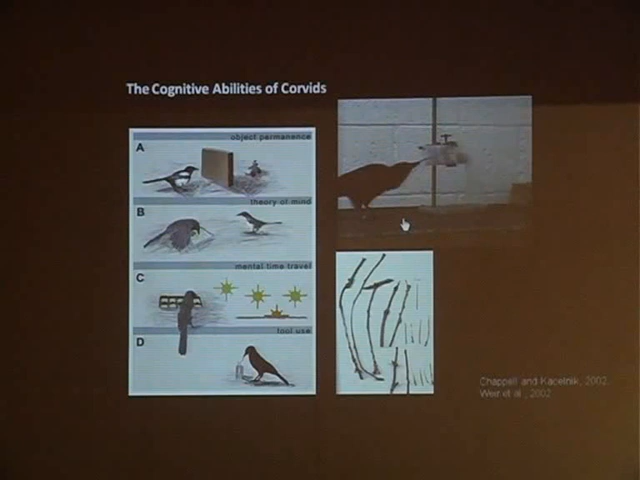 The Cognitive Abilities of Corvids
object permanence
A
theory of mind
B
mental time travel
C
tool use
D
Chappell and Kacelnik, 2002
Weir et al., 2002